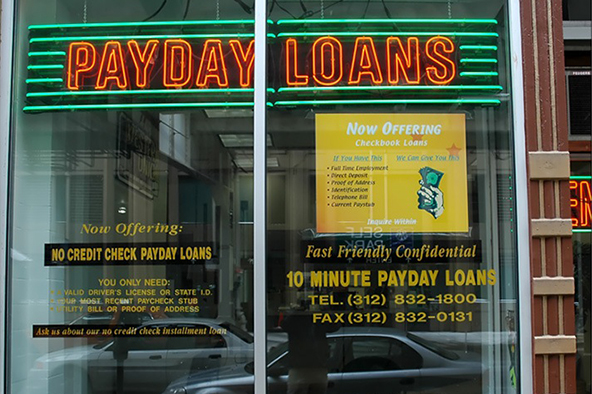 PAYDAY LOANS
Now Offering
Checkbook Loans
If You Have This
• Full Time Employment
• Direct Deposit
• Proof of Address
• Identification
• Telephone Bill
• Current Paystub
We Can Give You This
Inquire Within
Now Offering:
NO CREDIT CHECK PAYDAY LOANS
YOU ONLY NEED:
VALID DRIVER'S LICENSE OR STATE I.D.
YOUR MOST RECENT PAYCHECK STUB
UTILITY BILL OR PROOF OF ADDRESS
Ask us about our no credit check installment loan
SELF
PARK
Fast Friendly Confidential
10 MINUTE PAYDAY LOANS
TEL. (312) 832-1800
FAX (312) 832-0131